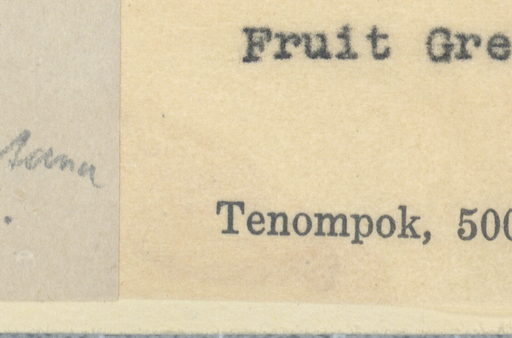 Fruit Gre
Tenompok, 500